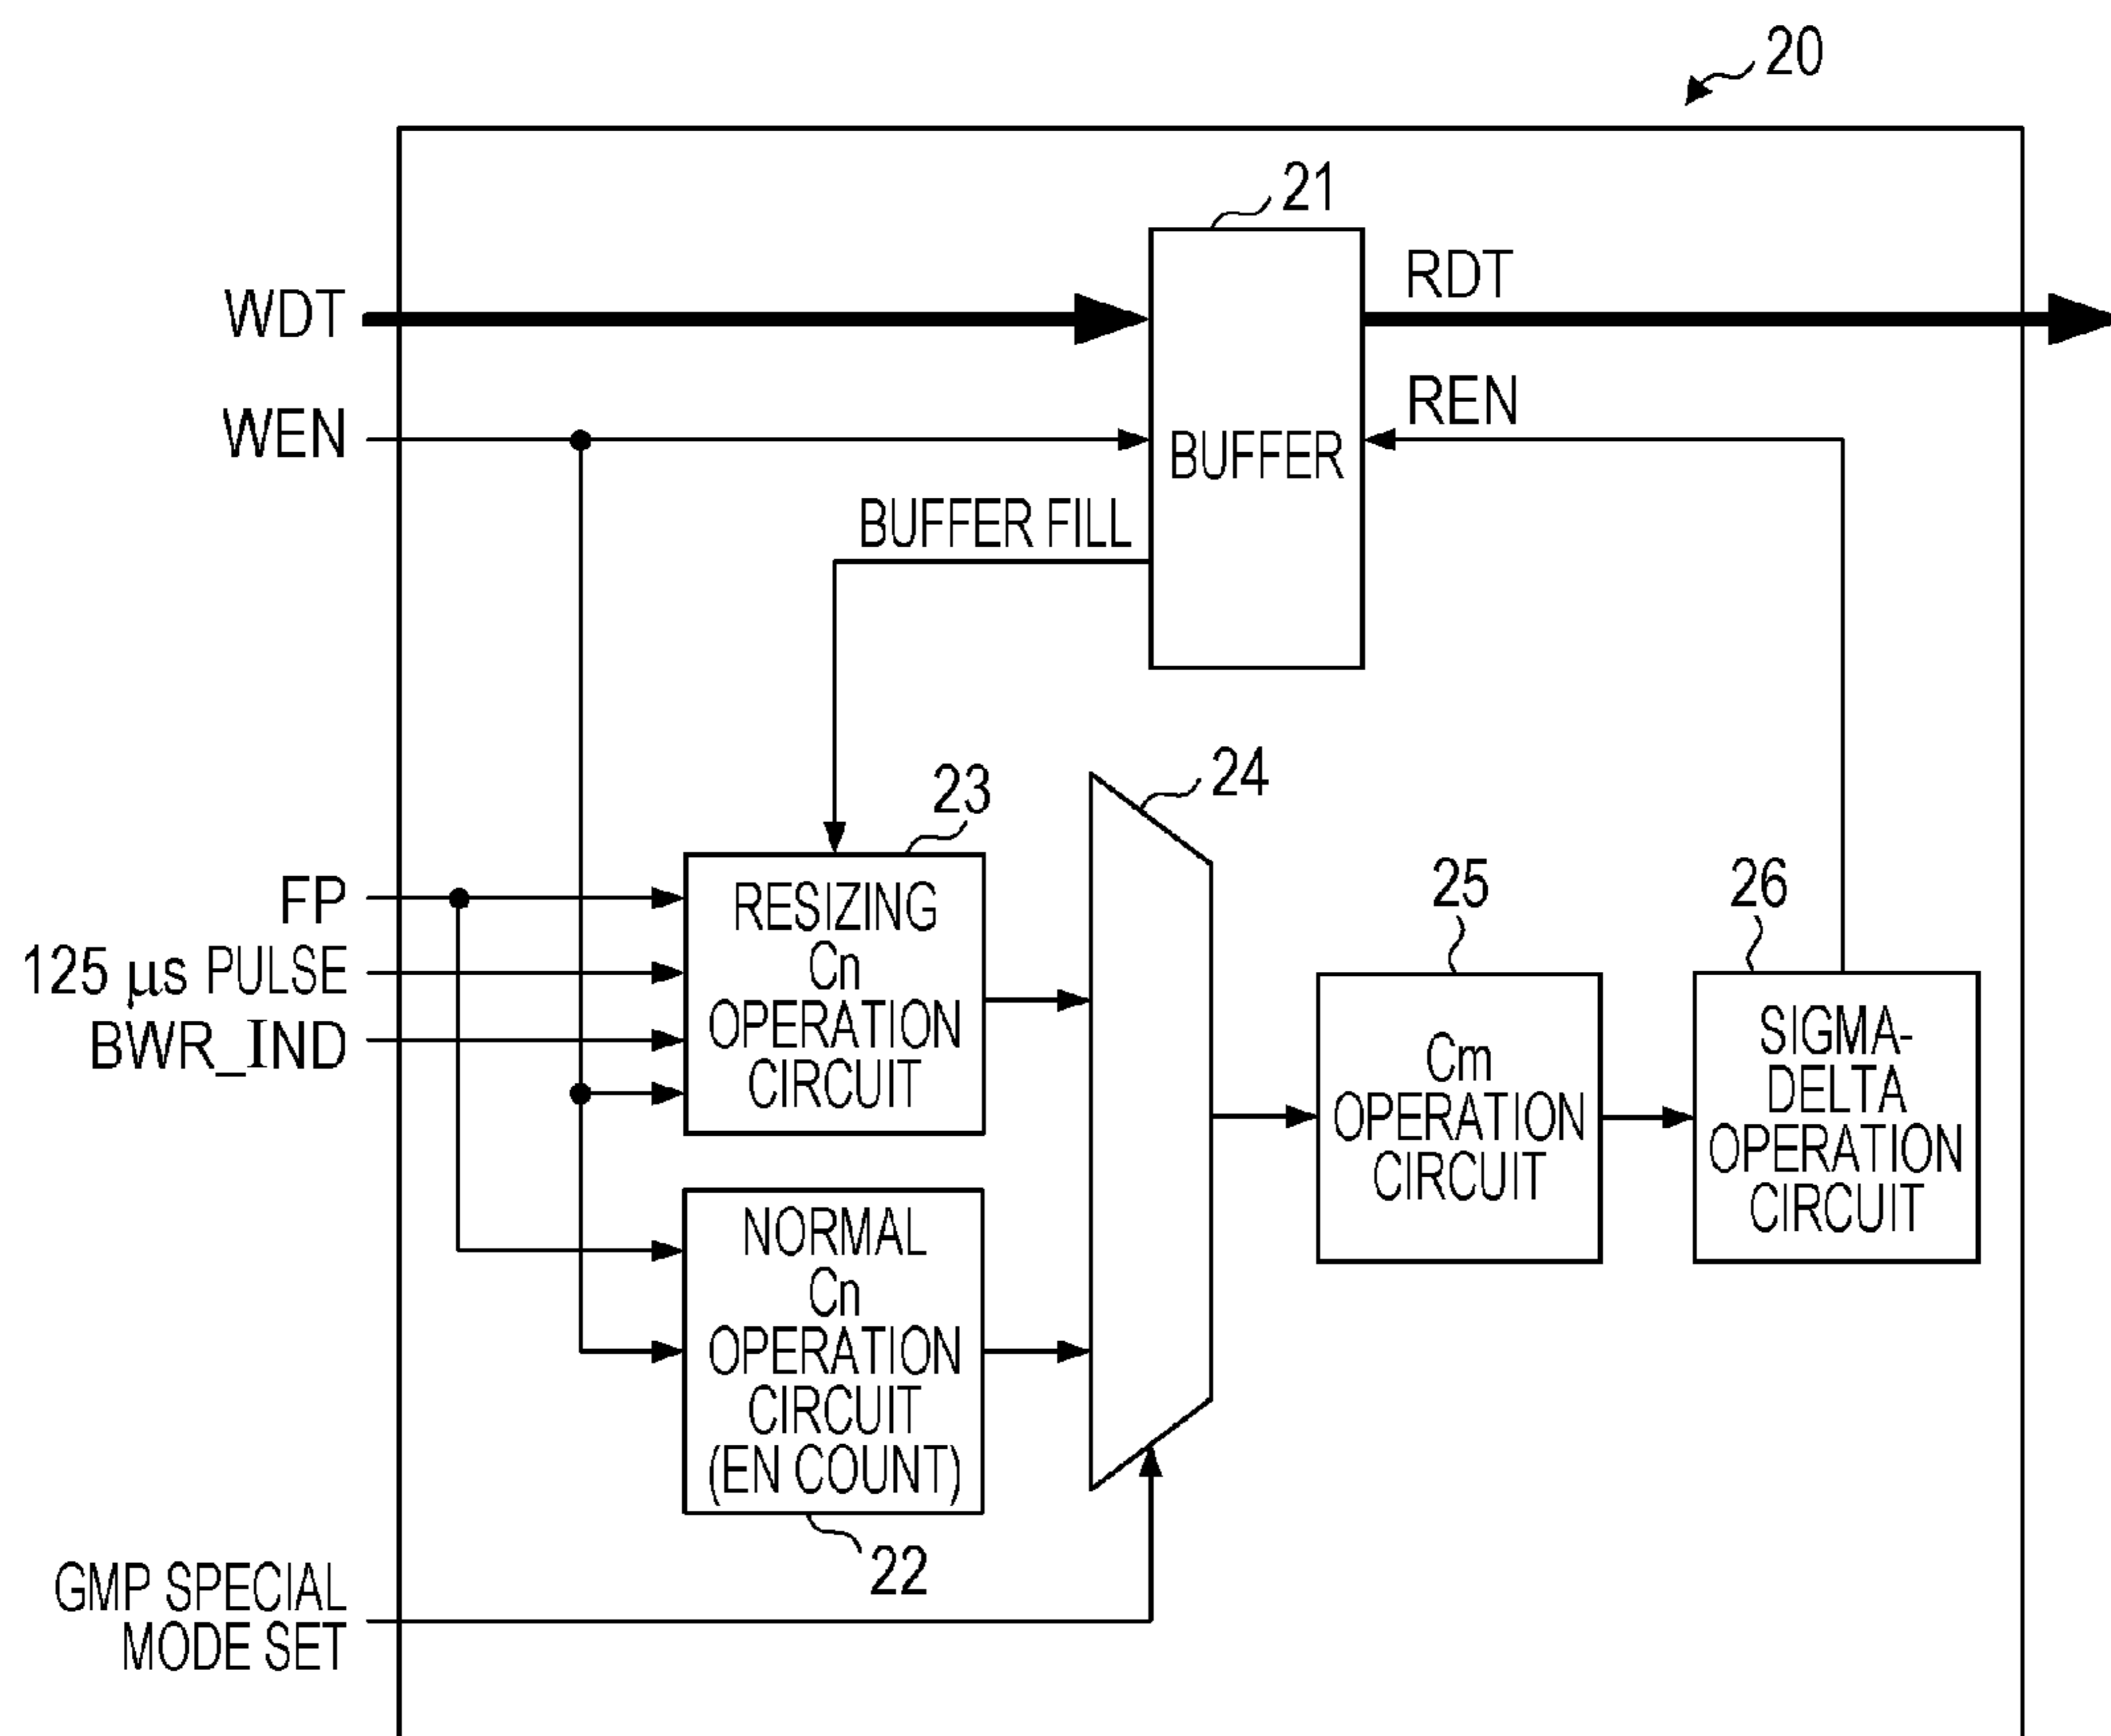 20
21
WDT
RDT
WEN
REN
BUFFER
BUFFER FILL
23
24
FP
125 µs PULSE
BWR_IND
RESIZING
Cn
OPERATION
CIRCUIT
25
26
Cm
OPERATION
CIRCUIT
SIGMA-
DELTA
OPERATION
CIRCUIT
NORMAL
Cn
OPERATION
CIRCUIT
(EN COUNT)
22
GMP SPECIAL
MODE SET